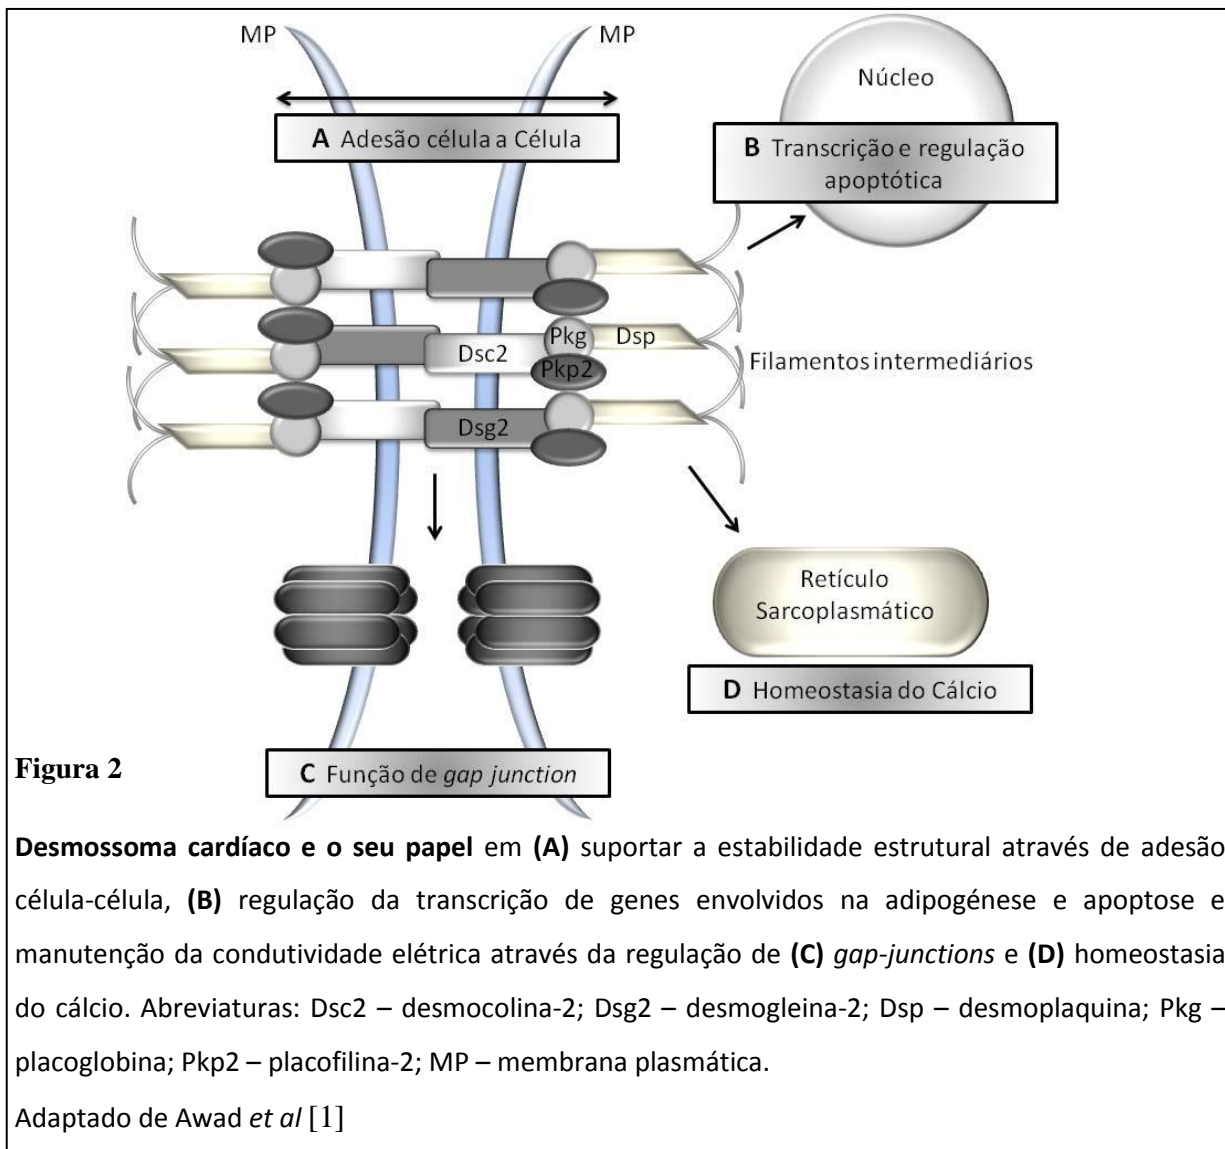 MP
MP
A Adesão célula a Célula
Núcleo
B Transcrição e regulação
apoptótica
Pkg
Dsp
Dsc2
Pkp2
Filamentos intermediários
Dsg2
Retículo
Sarcoplasmático
D Homeostasia do Cálcio
C Função de gap junction
Figura 2
Desmossoma cardíaco e o seu papel em (A) suportar a estabilidade estrutural através de adesão
célula-célula, (B) regulação da transcrição de genes envolvidos na adipogénese e apoptose e
manutenção da condutividade elétrica através da regulação de (C) gap-junctions e (D) homeostasia
do cálcio. Abreviaturas: Dsc2 – desmocolina-2; Dsg2 – desmogleina-2; Dsp – desmoplaquina; Pkg –
placoglobina; Pkp2 – placofilina-2; MP – membrana plasmática.
Adaptado de Awad et al [1]